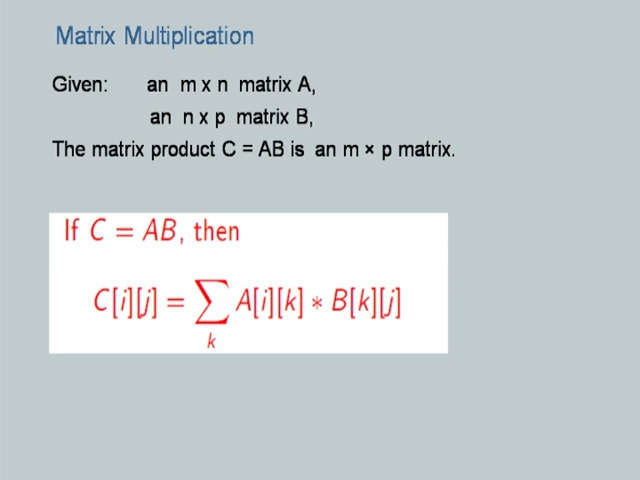 Matrix Multiplication
Given: an m x n matrix A,
an n x p matrix B,
The matrix product C = AB is an m × p matrix.
If C = AB, then
C[i][j] = ∑ A[i][k] ∗ B[k][j]
k